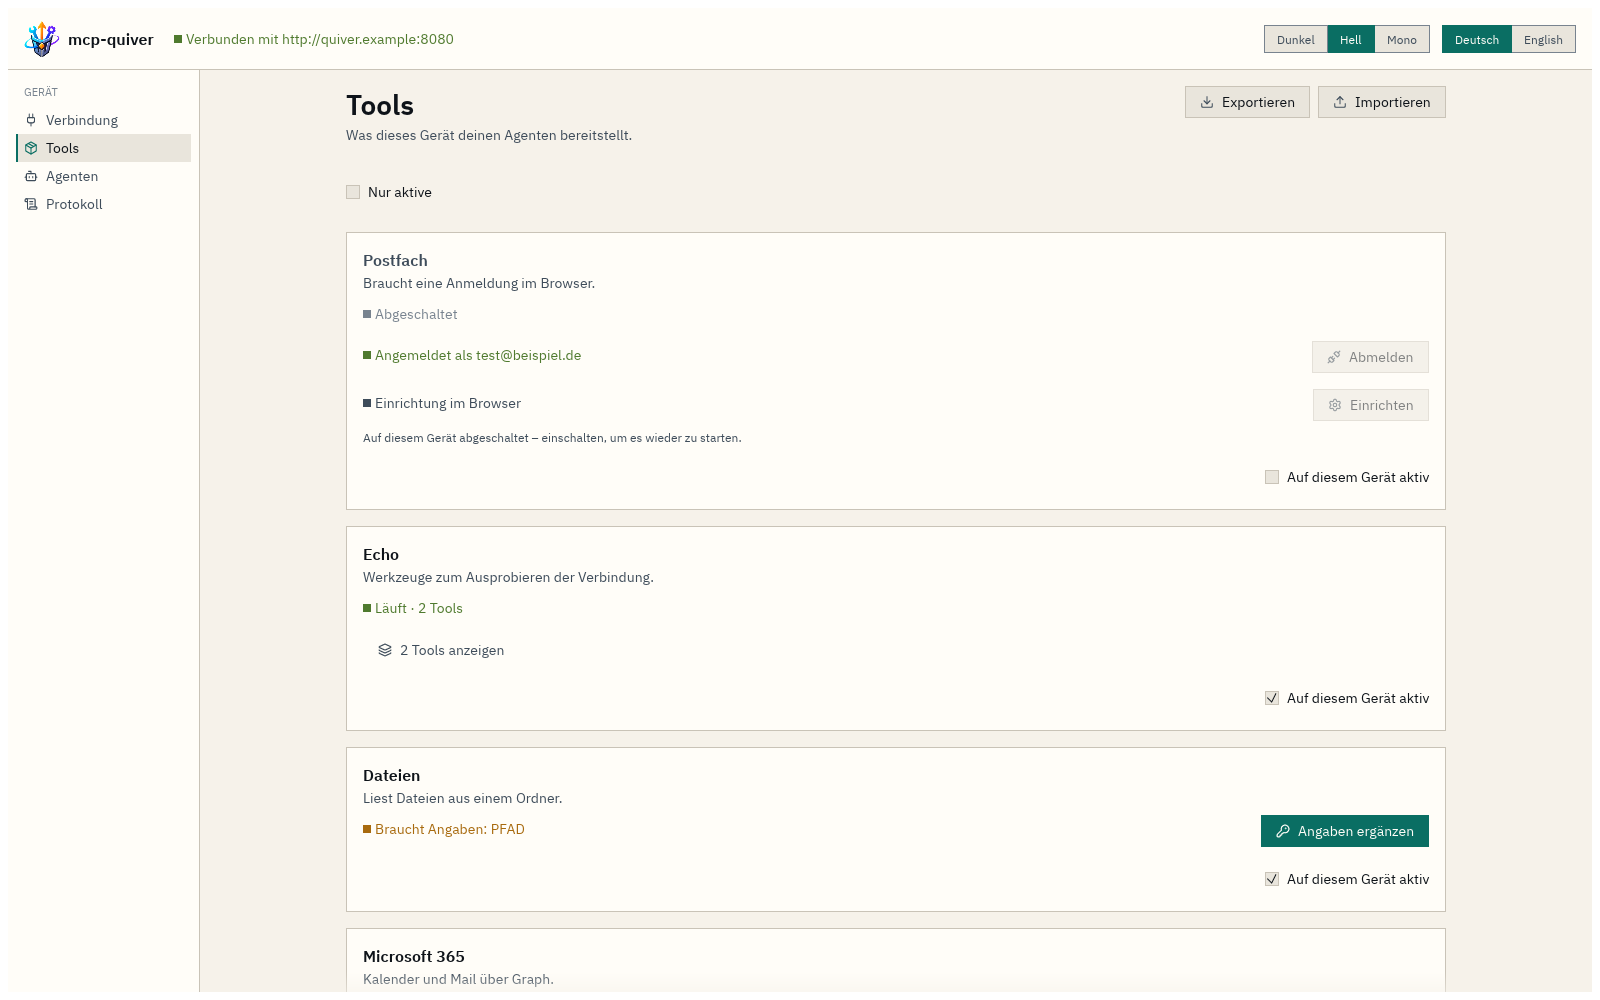 mcp-quiver
Verbunden mit http://quiver.example:8080
Dunkel
Hell
Mono
Deutsch
English
GERÄT
Verbindung
Tools
Agenten
Protokoll
Tools
Was dieses Gerät deinen Agenten bereitstellt.
Exportieren
Importieren
Nur aktive
Postfach
Braucht eine Anmeldung im Browser.
Abgeschaltet
Angemeldet als test@beispiel.de
Abmelden
Einrichtung im Browser
Einrichten
Auf diesem Gerät abgeschaltet – einschalten, um es wieder zu starten.
Auf diesem Gerät aktiv
Echo
Werkzeuge zum Ausprobieren der Verbindung.
Läuft · 2 Tools
2 Tools anzeigen
Auf diesem Gerät aktiv
Dateien
Liest Dateien aus einem Ordner.
Braucht Angaben: PFAD
Angaben ergänzen
Auf diesem Gerät aktiv
Microsoft 365
Kalender und Mail über Graph.